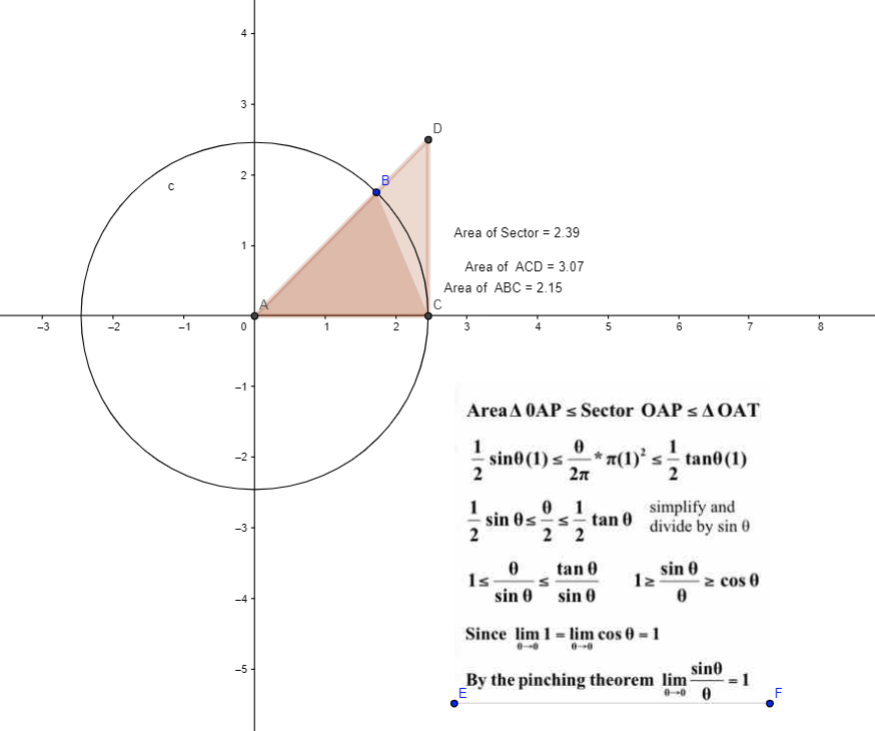 4
D
3
B
2
c
Area of Sector = 2.39
1
Area of ACD = 3.07
Area of ABC = 2.15
A
C
−3 −2 −1 0 1 2 3 4 5 6 7 8
−1
Area Δ 0AP ≤ Sector OAP ≤ Δ OAT
−2
1/2 sinθ(1) ≤ θ/2π * π(1)² ≤ 1/2 tanθ(1)
−3
1/2 sin θ ≤ θ/2 ≤ 1/2 tan θ simplify and
divide by sin θ
1 ≤ θ/sin θ ≤ tan θ/sin θ 1 ≥ sin θ/θ ≥ cos θ
−4
Since lim θ→0 1 = lim θ→0 cos θ = 1
−5
By the pinching theorem lim θ→0 sinθ/θ = 1
E F